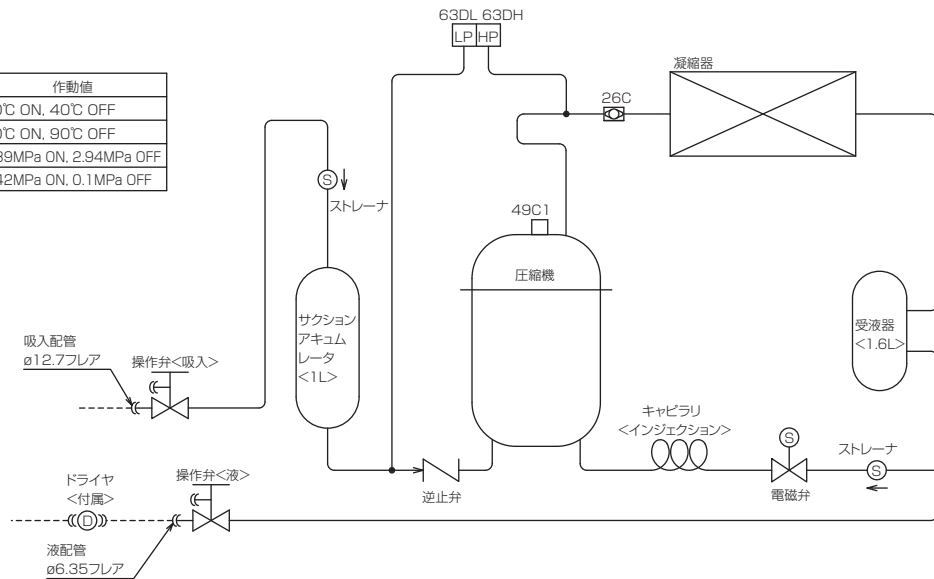 63DL 63DH
LP HP
作動値
0℃ ON, 40℃ OFF
0℃ ON, 90℃ OFF
39MPa ON, 2.94MPa OFF
42MPa ON, 0.1MPa OFF
凝縮器
26C
S
ストレーナ
49C1
圧縮機
サクション
アキュム
レータ
<1L>
受液器
<1.6L>
吸入配管
ø12.7フレア
操作弁<吸入>
キャピラリ
<インジェクション>
S
ストレーナ
S
電磁弁
逆止弁
ドライヤ
<付属>
操作弁<液>
D
液配管
ø6.35フレア